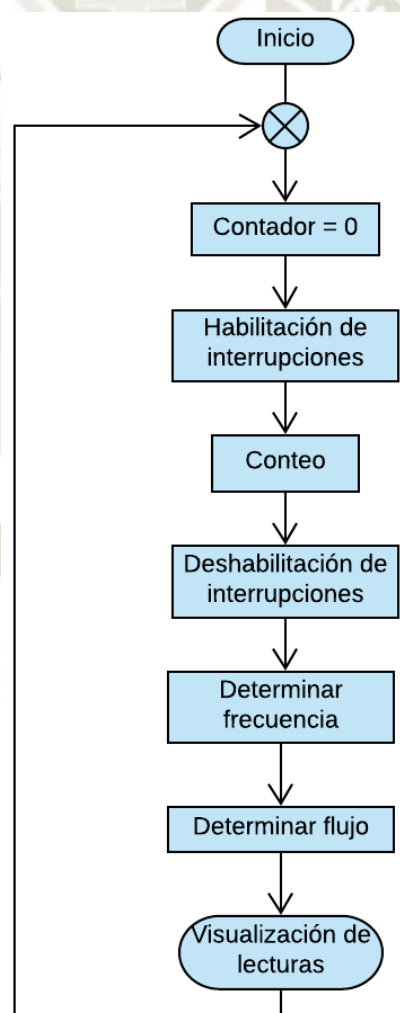 Inicio
Contador = 0
Habilitación de
interrupciones
Conteo
Deshabilitación de
interrupciones
Determinar
frecuencia
Determinar flujo
Visualización de
lecturas